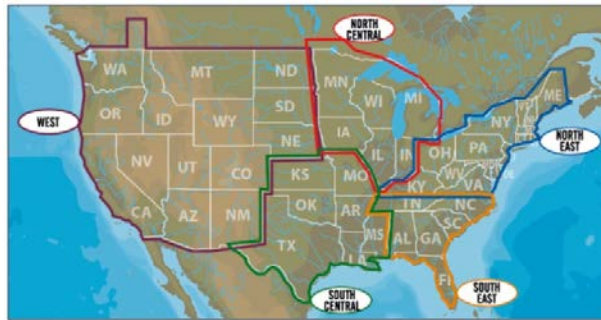 NORTH
CENTRAL
WA
MT
ND
MN
ME
OR
ID
SD
WI
MI
NY
WEST
WY
IA
PA
NORTH
EAST
NE
IL
IN
OH
NV
UT
CO
KS
MO
WV
VA
KY
CA
AZ
NM
OK
AR
TN
NC
SC
TX
MS
AL
GA
LA
FL
SOUTH
CENTRAL
SOUTH
EAST